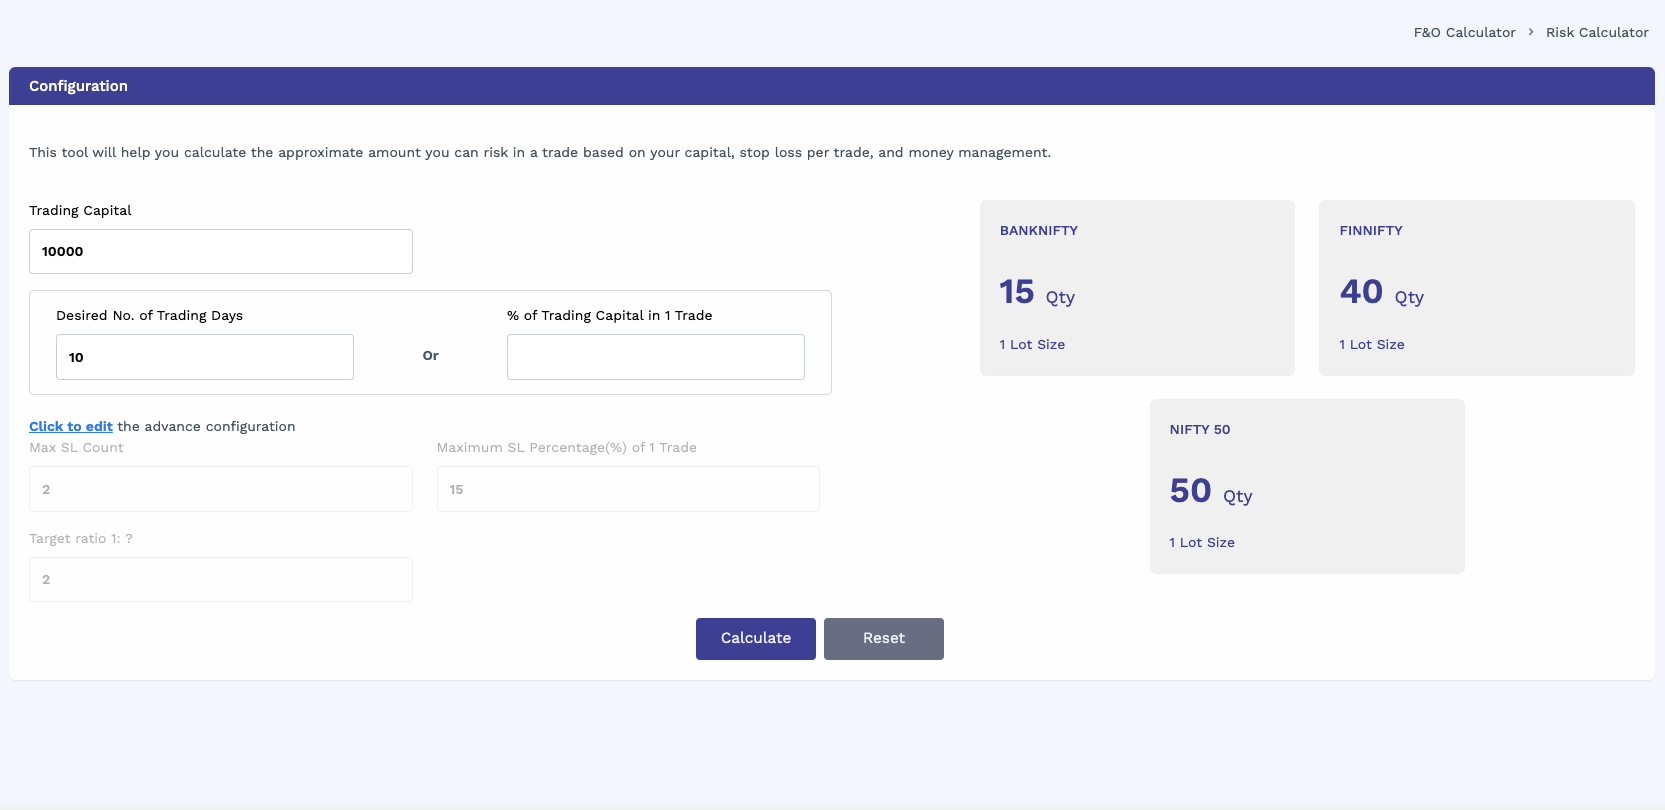 F&O Calculator > Risk Calculator
Configuration
This tool will help you calculate the approximate amount you can risk in a trade based on your capital, stop loss per trade, and money management.
Trading Capital
10000
Desired No. of Trading Days
10
Or
% of Trading Capital in 1 Trade
Click to edit the advance configuration
Max SL Count
2
Maximum SL Percentage(%) of 1 Trade
15
Target ratio 1: ?
2
BANKNIFTY
15 Qty
1 Lot Size
FINNIFTY
40 Qty
1 Lot Size
NIFTY 50
50 Qty
1 Lot Size
Calculate
Reset